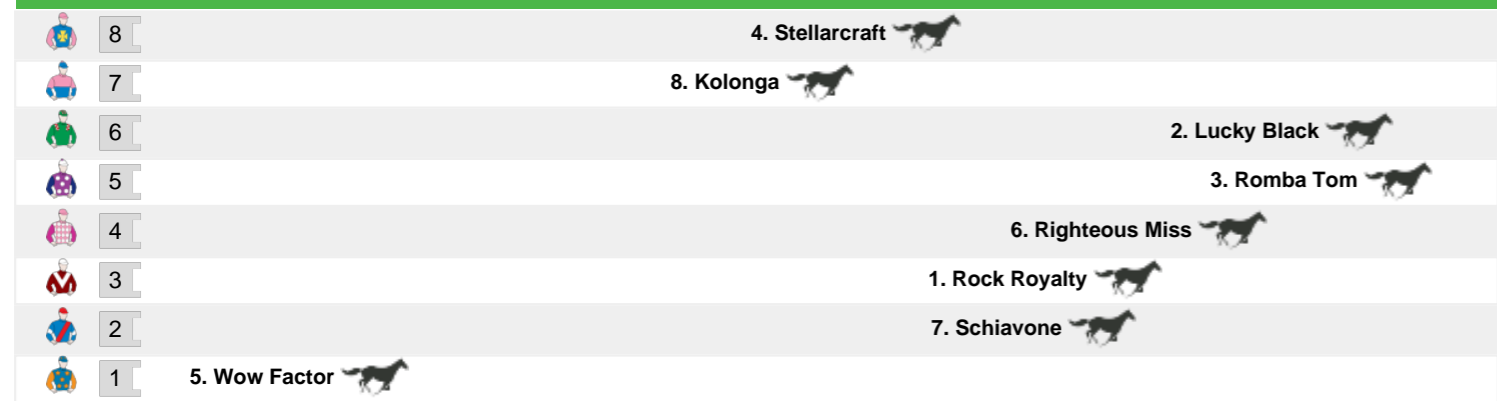 8 4. Stellarcraft
7 8. Kolonga
6 2. Lucky Black
5 3. Romba Tom
4 6. Righteous Miss
3 1. Rock Royalty
2 7. Schiavone
1 5. Wow Factor